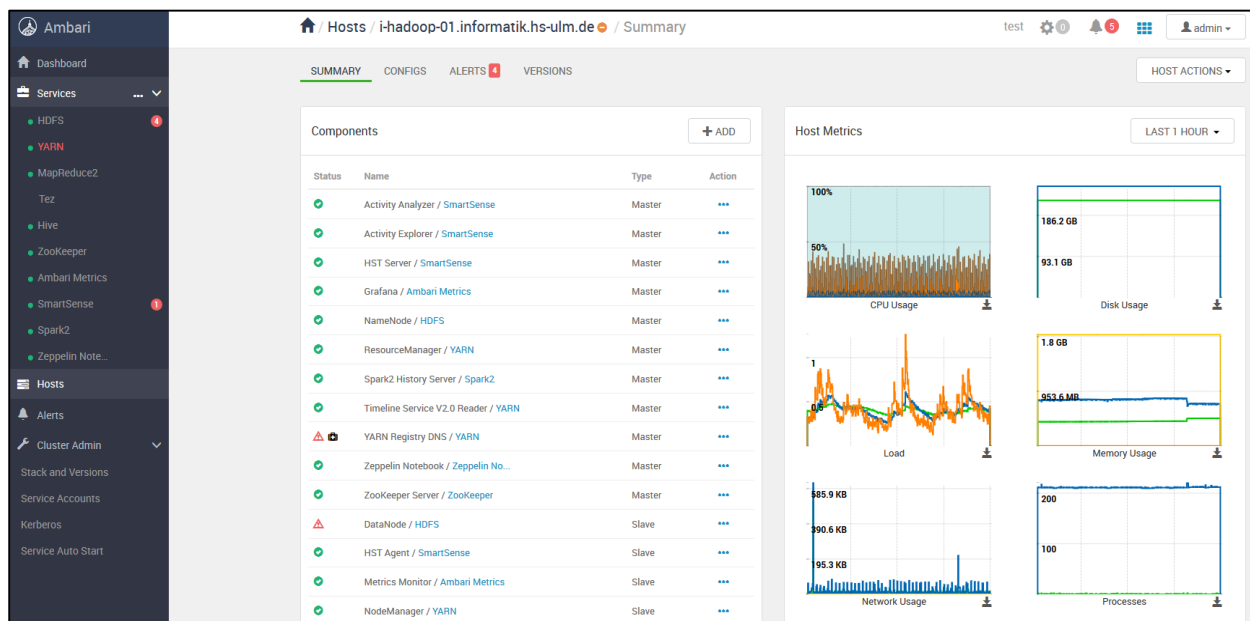 Ambari
Hosts / i-hadoop-01.informatik.hs-ulm.de / Summary
test
0
5
admin
Dashboard
Services
...
HDFS
4
YARN
MapReduce2
Tez
Hive
ZooKeeper
Ambari Metrics
SmartSense
1
Spark2
Zeppelin Note...
Hosts
Alerts
Cluster Admin
Stack and Versions
Service Accounts
Kerberos
Service Auto Start
SUMMARY CONFIGS ALERTS 4 VERSIONS
HOST ACTIONS
Components
+ ADD
Status Name Type Action
Activity Analyzer / SmartSense Master
Activity Explorer / SmartSense Master
HST Server / SmartSense Master
Grafana / Ambari Metrics Master
NameNode / HDFS Master
ResourceManager / YARN Master
Spark2 History Server / Spark2 Master
Timeline Service V2.0 Reader / YARN Master
YARN Registry DNS / YARN Master
Zeppelin Notebook / Zeppelin No... Master
ZooKeeper Server / ZooKeeper Master
DataNode / HDFS Slave
HST Agent / SmartSense Slave
Metrics Monitor / Ambari Metrics Slave
NodeManager / YARN Slave
Host Metrics
LAST 1 HOUR
100%
50%
CPU Usage
186.2 GB
93.1 GB
Disk Usage
1
0.5
Load
1.8 GB
953.6 MB
Memory Usage
585.9 KB
390.6 KB
195.3 KB
Network Usage
200
100
Processes